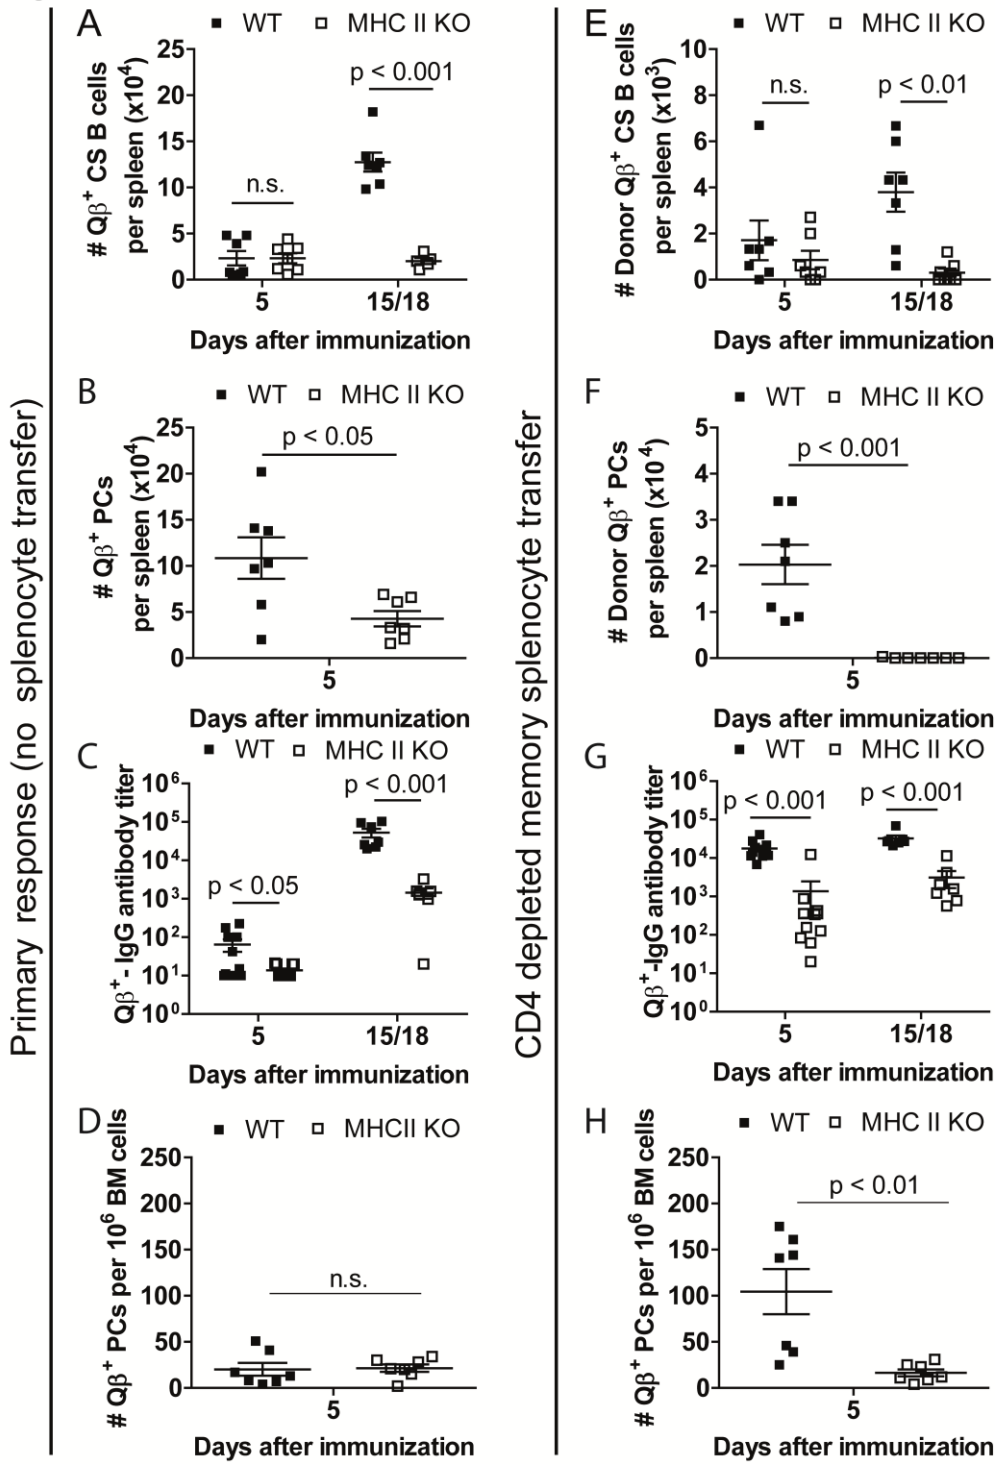 Primary response (no splenocyte transfer)
A
■ WT □ MHC II KO
# Qβ⁺ CS B cells
per spleen (x10⁴)
25
20
15
10
5
0
n.s.
p < 0.001
5
15/18
Days after immunization
B
■ WT □ MHC II KO
# Qβ⁺ PCs
per spleen (x10⁴)
25
20
15
10
5
0
p < 0.05
5
Days after immunization
C
■ WT □ MHC II KO
Qβ⁺- IgG antibody titer
10⁶
10⁵
10⁴
10³
10²
10¹
10⁰
p < 0.05
p < 0.001
5
15/18
Days after immunization
D
■ WT □ MHCII KO
# Qβ⁺ PCs per 10⁶ BM cells
250
200
150
100
50
0
n.s.
5
Days after immunization
CD4 depleted memory splenocyte transfer
E
■ WT □ MHC II KO
# Donor Qβ⁺ CS B cells
per spleen (x10³)
10
8
6
4
2
0
n.s.
p < 0.01
5
15/18
Days after immunization
F
■ WT □ MHC II KO
# Donor Qβ⁺ PCs
per spleen (x10⁴)
5
4
3
2
1
0
p < 0.001
5
Days after immunization
G
■ WT □ MHC II KO
Qβ⁺-IgG antibody titer
10⁶
10⁵
10⁴
10³
10²
10¹
10⁰
p < 0.001
p < 0.001
5
15/18
Days after immunization
H
■ WT □ MHC II KO
# Qβ⁺ PCs per 10⁶ BM cells
250
200
150
100
50
0
p < 0.01
5
Days after immunization